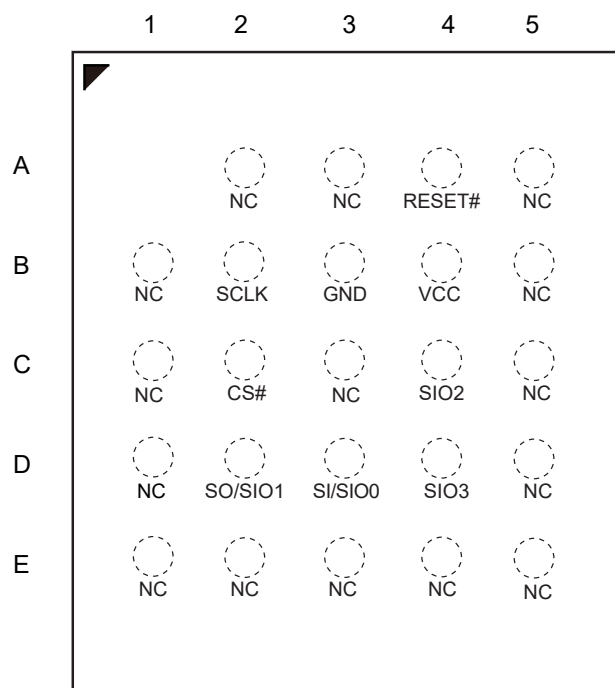 1 2 3 4 5
A
NC NC RESET# NC
B
NC SCLK GND VCC NC
C
NC CS# NC SIO2 NC
D
NC SO/SIO1 SI/SIO0 SIO3 NC
E
NC NC NC NC NC